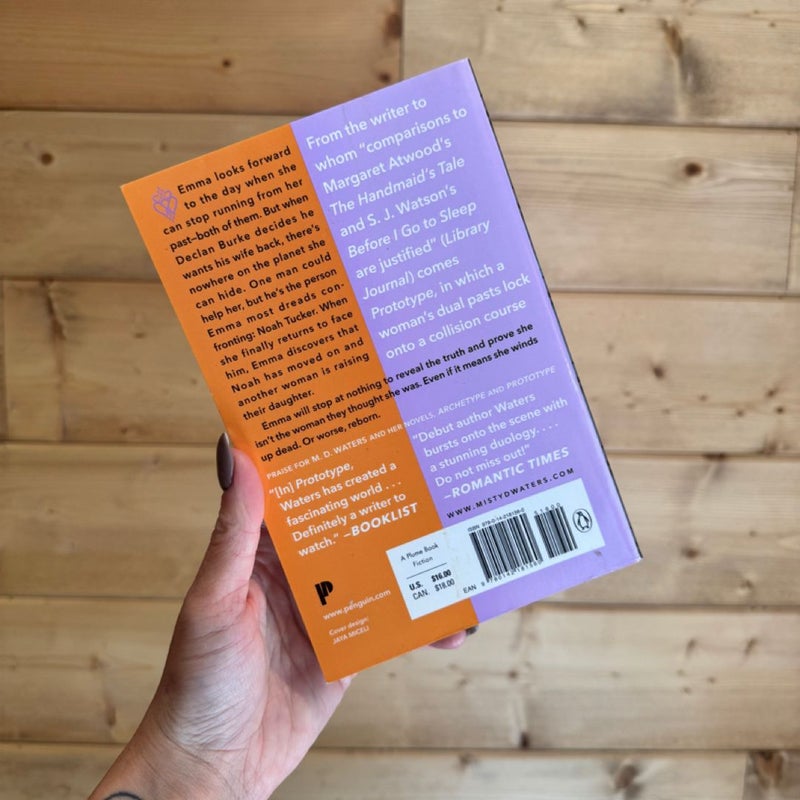 Emma looks forward
to the day when she
can stop running from her
past–both of them. But when
Declan Burke decides he
wants his wife back, there's
nowhere on the planet she
can hide. One man could
help her, but he's the person
Emma most dreads con-
fronting: Noah Tucker. When
she finally returns to face
him, Emma discovers that
Noah has moved on and
another woman is raising
their daughter.
Emma will stop at nothing to reveal the truth and prove she
isn't the woman they thought she was. Even if it means she winds
up dead. Or worse, reborn.
From the writer to
whom “comparisons to
Margaret Atwood's
The Handmaid's Tale
and S. J. Watson's
Before I Go to Sleep
are justified” (Library
Journal) comes
Prototype, in which a
woman's dual pasts lock
onto a collision course
PRAISE FOR M. D. WATERS AND HER NOVELS, ARCHETYPE AND PROTOTYPE
“[In] Prototype,
Waters has created a
fascinating world . . .
Definitely a writer to
watch.” –BOOKLIST
“Debut author Waters
bursts onto the scene with
a stunning duology. . . .
Do not miss out!”
–ROMANTIC TIMES
WWW.MISTYDWATERS.COM
P
www.penguin.com
Cover design:
JAYA MICELI
A Plume Book
Fiction
U.S. $16.00
CAN. $18.00
EAN